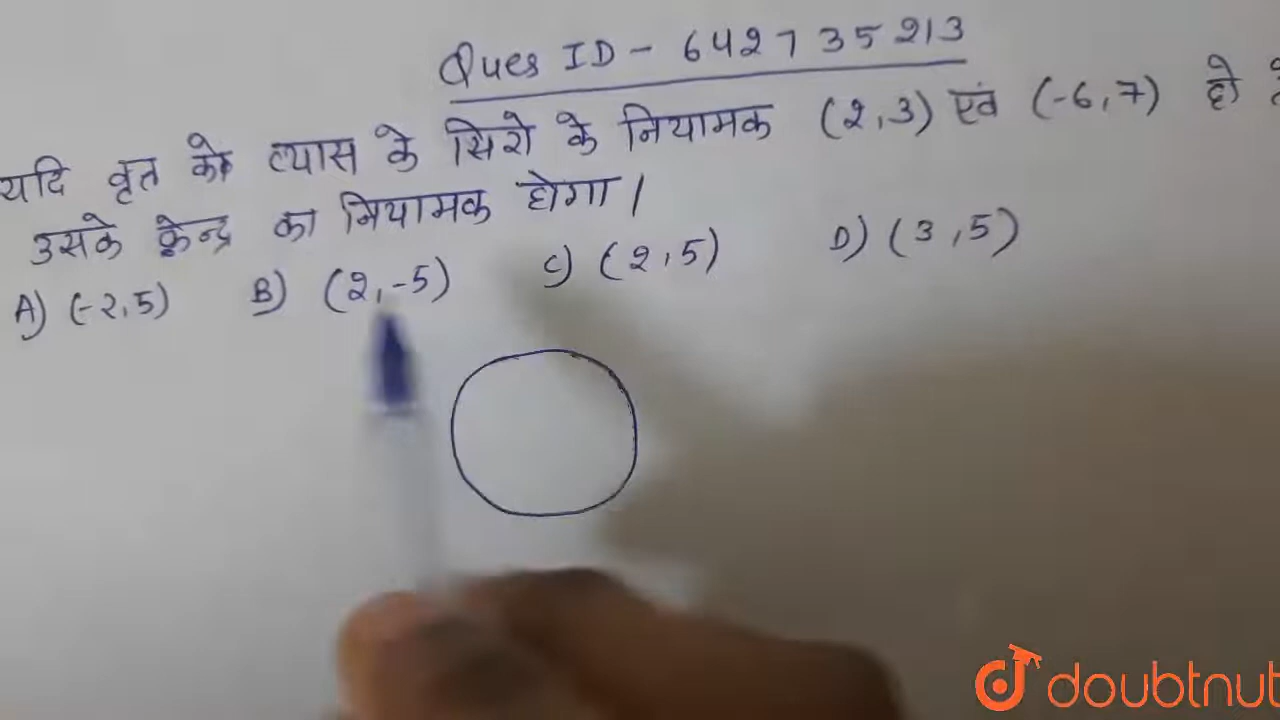 Ques ID - 642735213
यदि वृत को व्यास के सिरो के नियामक (2,3) एवं (-6,7) हो
उसके केन्द्र का नियामक होगा।
A) (-2,5) B) (2,-5) C) (2,5) D) (3,5)
doubtnut